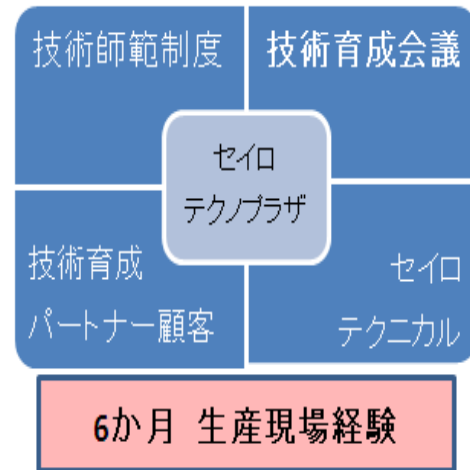 技術師範制度
技術育成会議
セイロ
テクノプラザ
技術育成
パートナー顧客
セイロ
テクニカル
6か月 生産現場経験